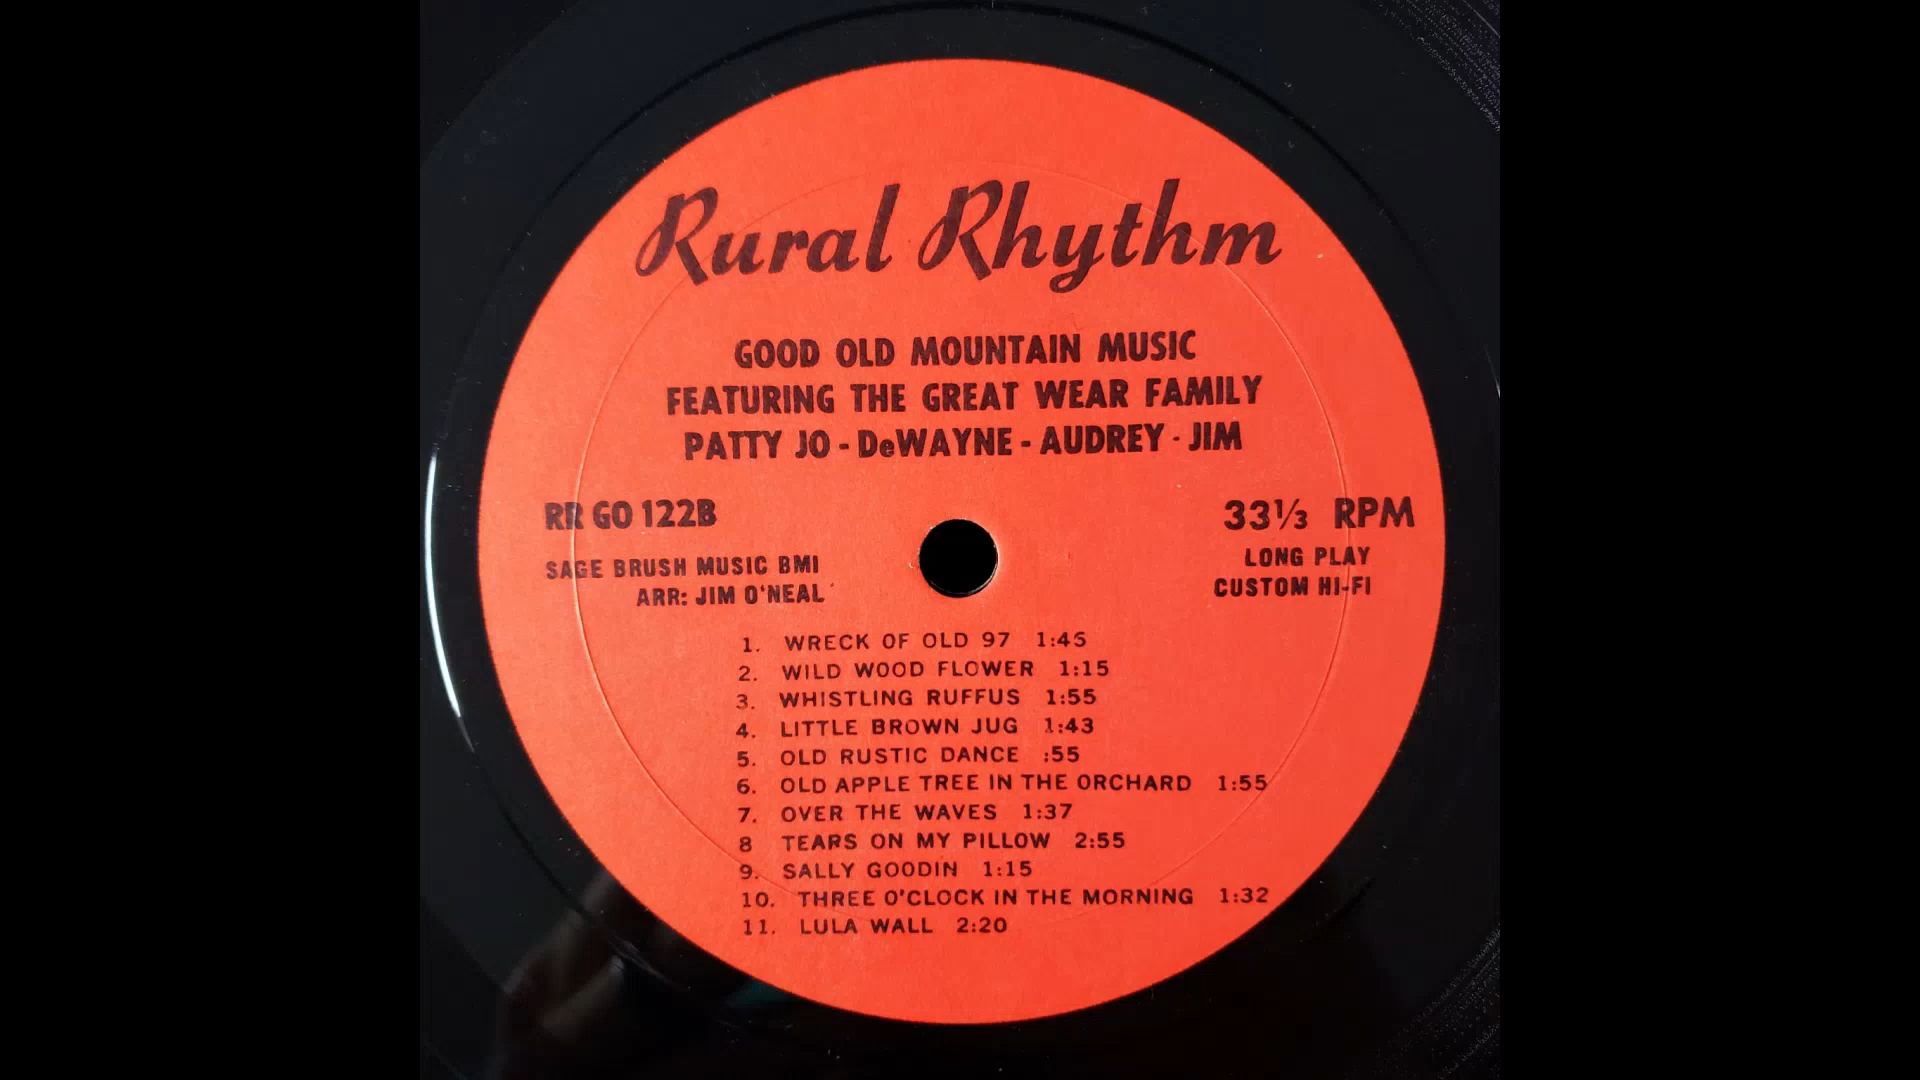 Rural Rhythm
GOOD OLD MOUNTAIN MUSIC
FEATURING THE GREAT WEAR FAMILY
PATTY JO - DeWAYNE - AUDREY - JIM
RR GO 122B
33⅓ RPM
SAGE BRUSH MUSIC BMI
ARR: JIM O'NEAL
LONG PLAY
CUSTOM HI-FI
1. WRECK OF OLD 97 1:45
2. WILD WOOD FLOWER 1:15
3. WHISTLING RUFFUS 1:55
4. LITTLE BROWN JUG 1:43
5. OLD RUSTIC DANCE :55
6. OLD APPLE TREE IN THE ORCHARD 1:55
7. OVER THE WAVES 1:37
8 TEARS ON MY PILLOW 2:55
9. SALLY GOODIN 1:15
10. THREE O'CLOCK IN THE MORNING 1:32
11. LULA WALL 2:20